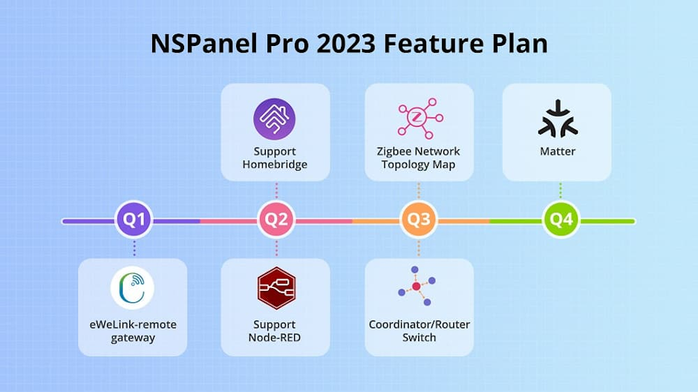 NSPanel Pro 2023 Feature Plan
Support
Homebridge
Zigbee Network
Topology Map
Matter
Q1
Q2
Q3
Q4
eWeLink-remote
gateway
Support
Node-RED
Coordinator/Router
Switch